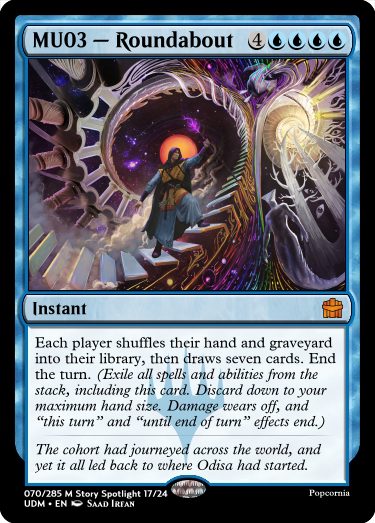 MU03 — Roundabout 4
Instant
Each player shuffles their hand and graveyard
into their library, then draws seven cards. End
the turn. (Exile all spells and abilities from the
stack, including this card. Discard down to your
maximum hand size. Damage wears off, and
“this turn” and “until end of turn” effects end.)
The cohort had journeyed across the world, and
yet it all led back to where Odisa had started.
070/285 M Story Spotlight 17/24
Popcornia
UDM • EN Saad Irfan